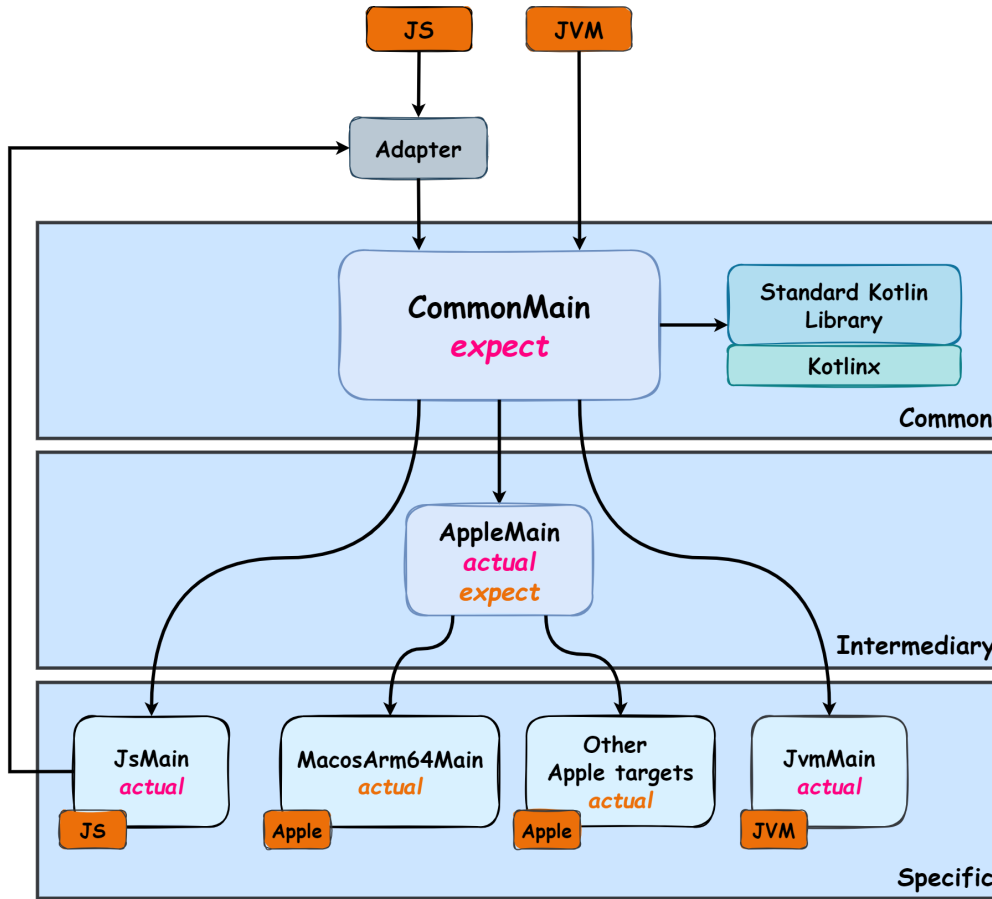 JS
JVM
Adapter
CommonMain
expect
Standard Kotlin
Library
Kotlinx
Common
AppleMain
actual
expect
Intermediary
JsMain
actual
JS
MacosArm64Main
actual
Apple
Other
Apple targets
actual
Apple
JvmMain
actual
JVM
Specific